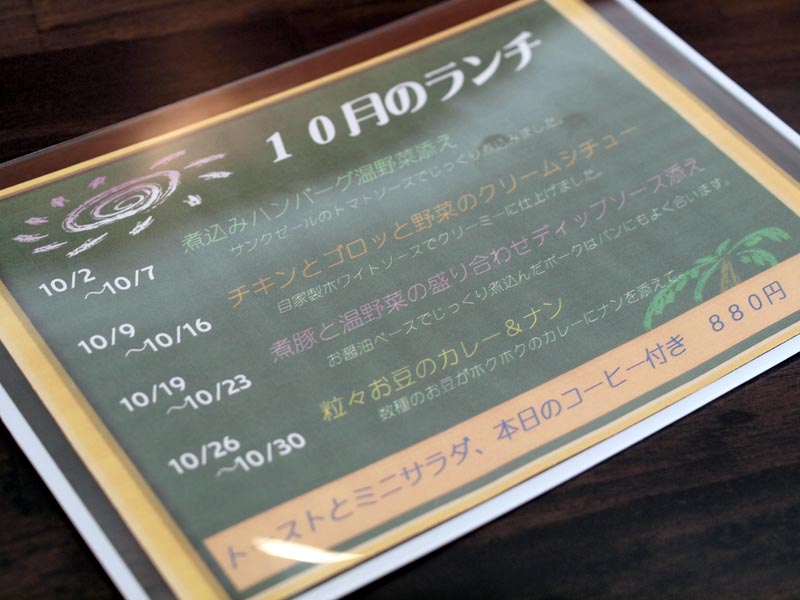 10月のランチ
10/2
~10/7
煮込みハンバーグ温野菜添え
サンクゼールのトマトソースでじっくり煮込みました。
10/9
~10/16
チキンとゴロッと野菜のクリームシチュー
自家製ホワイトソースでクリーミーに仕上げました。
10/19
~10/23
煮豚と温野菜の盛り合わせディップソース添え
お醤油ベースでじっくり煮込んだポークはパンにもよく合います。
10/26
~10/30
粒々お豆のカレー&ナン
数種のお豆がホクホクのカレーにナンを添えて。
トーストとミニサラダ、本日のコーヒー付き 880円